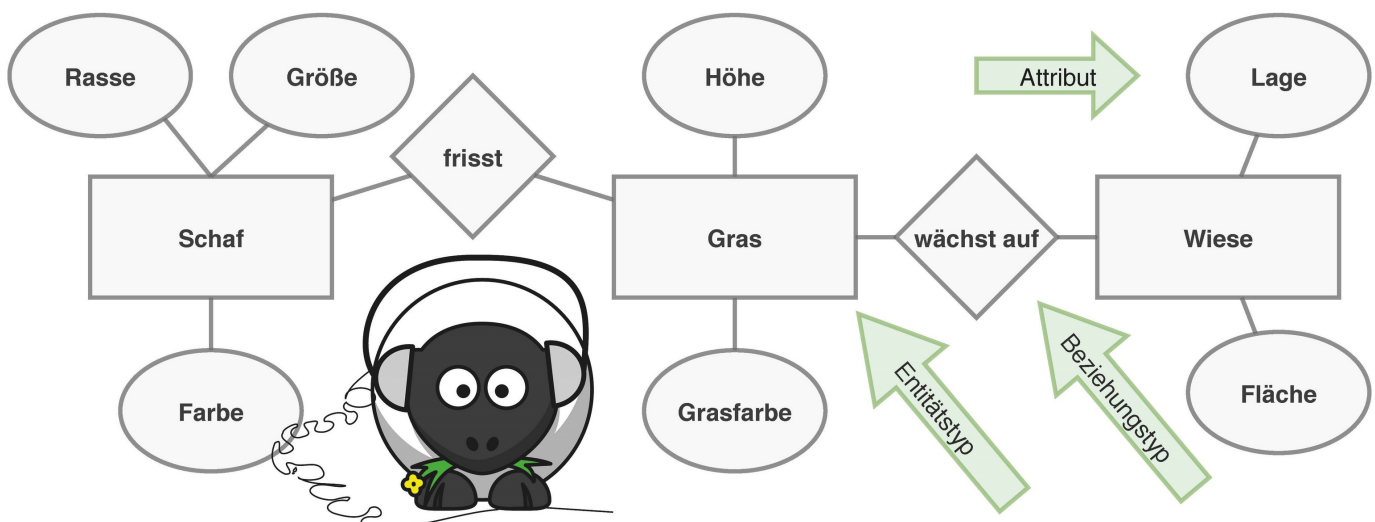 Rasse
Größe
Höhe
Attribut
Lage
frisst
Schaf
Gras
wächst auf
Wiese
Farbe
Grasfarbe
Entitätstyp
Beziehungstyp
Fläche